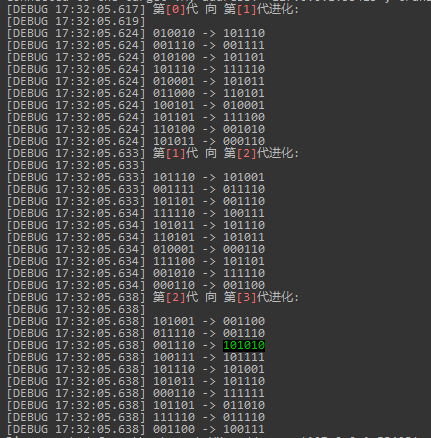 [DEBUG 17:32:05.619] 第[0]代 向 第[1]代进化:
[DEBUG 17:32:05.619]
[DEBUG 17:32:05.624] 010010 -> 101110
[DEBUG 17:32:05.624] 001110 -> 001111
[DEBUG 17:32:05.624] 010100 -> 101101
[DEBUG 17:32:05.624] 101110 -> 111110
[DEBUG 17:32:05.624] 010001 -> 101011
[DEBUG 17:32:05.624] 011000 -> 110101
[DEBUG 17:32:05.624] 100101 -> 010001
[DEBUG 17:32:05.624] 101101 -> 111100
[DEBUG 17:32:05.624] 110100 -> 001010
[DEBUG 17:32:05.624] 101011 -> 000110
[DEBUG 17:32:05.633] 第[1]代 向 第[2]代进化:
[DEBUG 17:32:05.633]
[DEBUG 17:32:05.633] 101110 -> 101001
[DEBUG 17:32:05.633] 001111 -> 011110
[DEBUG 17:32:05.633] 101101 -> 001110
[DEBUG 17:32:05.634] 111110 -> 100111
[DEBUG 17:32:05.634] 101011 -> 101110
[DEBUG 17:32:05.634] 110101 -> 101011
[DEBUG 17:32:05.634] 010001 -> 000110
[DEBUG 17:32:05.634] 111100 -> 101101
[DEBUG 17:32:05.634] 001010 -> 111110
[DEBUG 17:32:05.634] 000110 -> 001100
[DEBUG 17:32:05.638] 第[2]代 向 第[3]代进化:
[DEBUG 17:32:05.638]
[DEBUG 17:32:05.638] 101001 -> 001100
[DEBUG 17:32:05.638] 011110 -> 001110
[DEBUG 17:32:05.638] 001110 -> 101010
[DEBUG 17:32:05.638] 100111 -> 101111
[DEBUG 17:32:05.638] 101110 -> 101001
[DEBUG 17:32:05.638] 101011 -> 101110
[DEBUG 17:32:05.638] 000110 -> 111100
[DEBUG 17:32:05.638] 101101 -> 011010
[DEBUG 17:32:05.638] 111110 -> 011110
[DEBUG 17:32:05.638] 001100 -> 100111